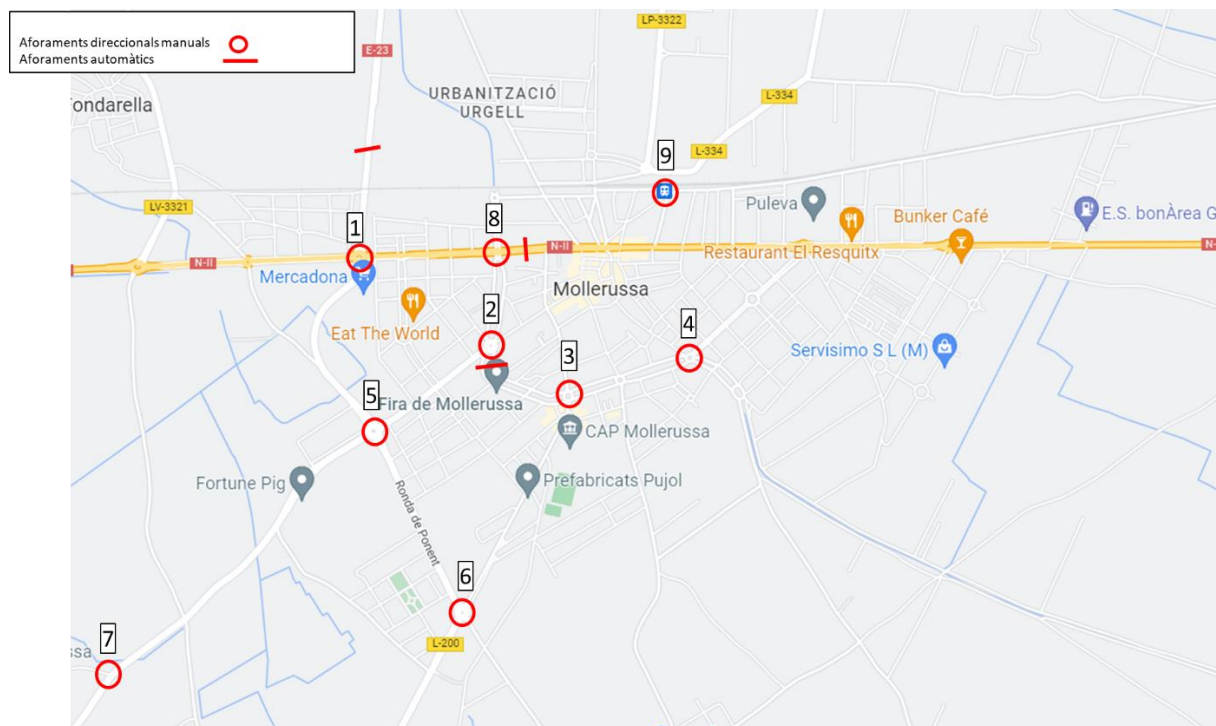 Aforaments direccionals manuals
Aforaments automàtics
LP-3322
E-23
Fondarella
URBANITZACIÓ
URGELL
L-334
L-334
9
LV-3321
Puleva
Bunker Café
E.S. bonÀrea G
1
8
N-II
N-II
Restaurant El Resquitx
N-
Mercadona
Mollerussa
Eat The World
2
4
3
Servisimo S L (M)
5
Fira de Mollerussa
CAP Mollerussa
Fortune Pig
Prefabricats Pujol
Ronda de Ponent
6
L-200
7
ssa